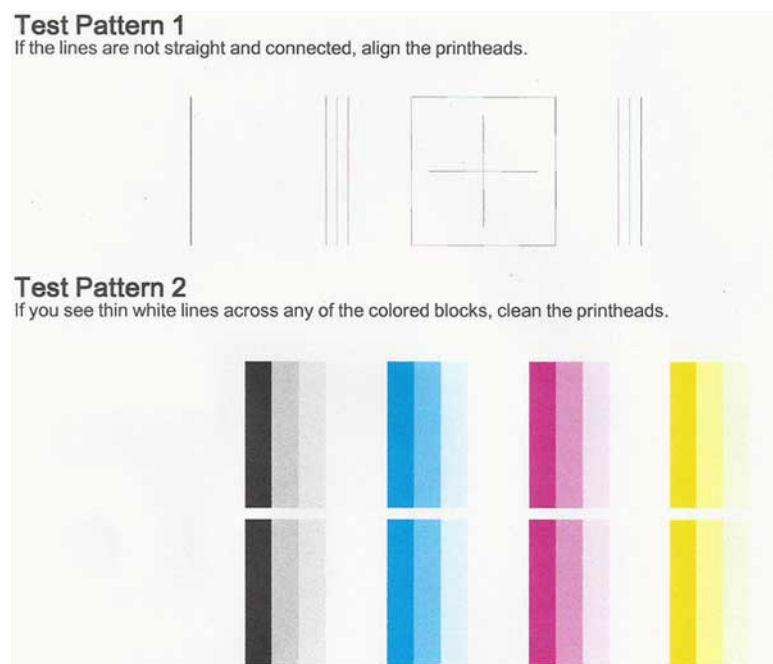 Test Pattern 1
If the lines are not straight and connected, align the printheads.
Test Pattern 2
If you see thin white lines across any of the colored blocks, clean the printheads.